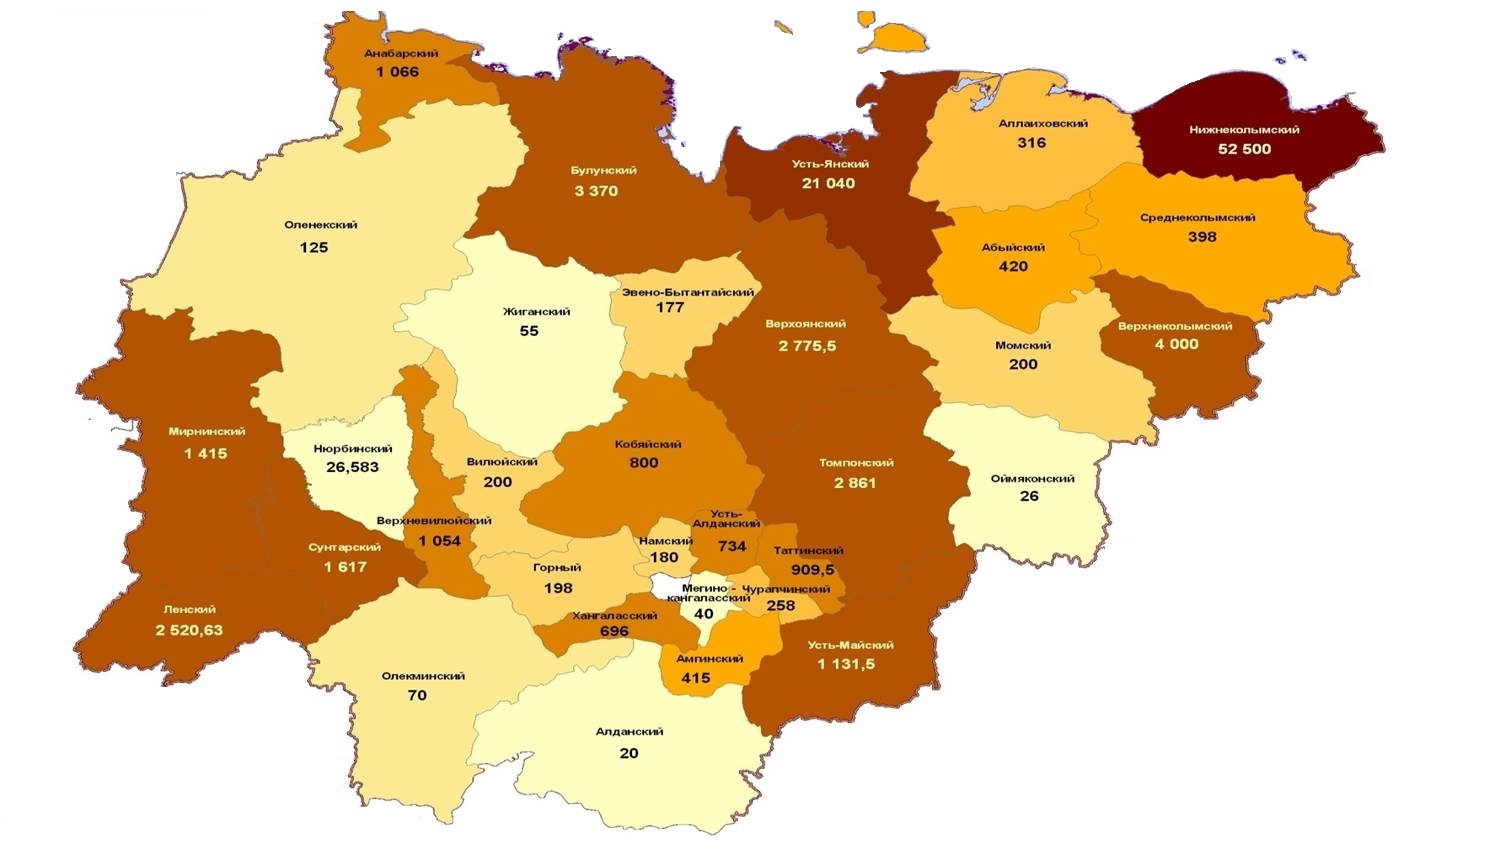 Анабарский
1 066
Булунский
3 370
Усть-Янский
21 040
Аллаиховский
316
Нижнеколымский
52 500
Оленекский
125
Среднеколымский
398
Абыйский
420
Жиганский
55
Эвено-Бытантайский
177
Верхоянский
2 775,5
Момский
200
Верхнеколымский
4 000
Мирнинский
1 415
Нюрбинский
26,583
Вилюйский
200
Кобяйский
800
Томпонский
2 861
Оймяконский
26
Верхневилюйский
1 054
Сунтарский
1 617
Намский
180
Усть-
Алданский
734
Таттинский
909,5
Горный
198
Мегино -
кангаласский
40
Чурапчинский
258
Ленский
2 520,63
Хангаласский
696
Амгинский
415
Усть-Майский
1 131,5
Олекминский
70
Алданский
20